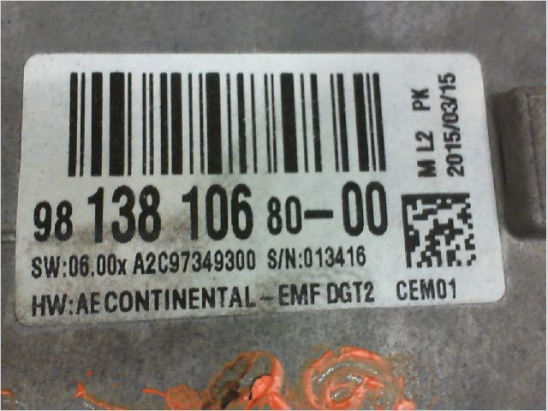 98 138 106 80-00
SW:06.00x A2C97349300 S/N:013416
HW:AE CONTINENTAL-EMF DGT2 CEM01
M L2 PK
2015/03/15